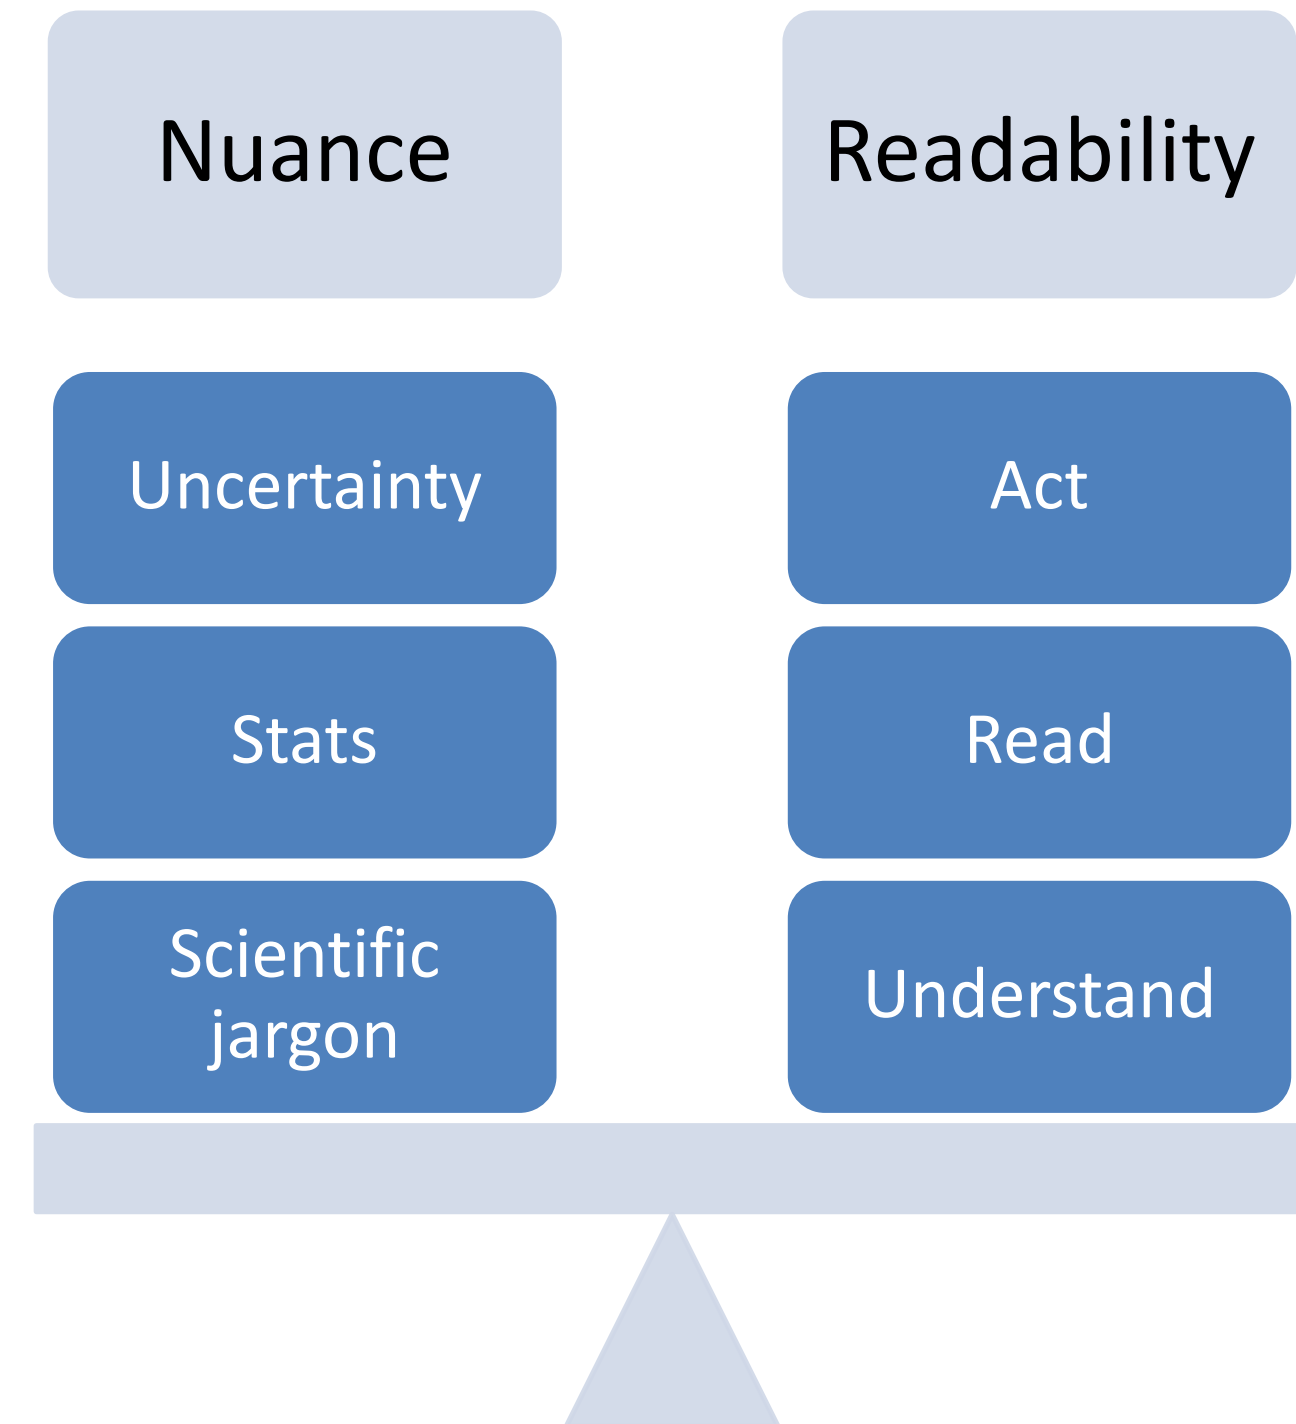 Nuance
Readability
Uncertainty
Act
Stats
Read
Scientific
jargon
Understand